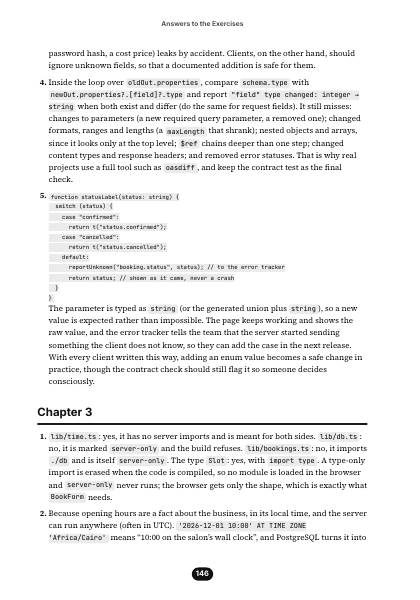 Answers to the Exercises
password hash, a cost price) leaks by accident. Clients, on the other hand, should
ignore unknown fields, so that a documented addition is safe for them.
4. Inside the loop over oldOut.properties, compare schema.type with
newOut.properties?.[field]?.type and report "field" type changed: integer →
string when both exist and differ (do the same for request fields). It still misses:
changes to parameters (a new required query parameter, a removed one); changed
formats, ranges and lengths (a maxLength that shrank); nested objects and arrays,
since it looks only at the top level; $ref chains deeper than one step; changed
content types and response headers; and removed error statuses. That is why real
projects use a full tool such as oasdiff, and keep the contract test as the final
check.
5. function statusLabel(status: string) {
switch (status) {
case "confirmed":
return t("status.confirmed");
case "cancelled":
return t("status.cancelled");
default:
reportUnknown("booking.status", status); // to the error tracker
return status; // shown as it came, never a crash
}
}
The parameter is typed as string (or the generated union plus string), so a new
value is expected rather than impossible. The page keeps working and shows the
raw value, and the error tracker tells the team that the server started sending
something the client does not know, so they can add the case in the next release.
With every client written this way, adding an enum value becomes a safe change in
practice, though the contract check should still flag it so someone decides
consciously.
Chapter 3
1. lib/time.ts: yes, it has no server imports and is meant for both sides. lib/db.ts:
no, it is marked server-only and the build refuses. lib/bookings.ts: no, it imports
./db and is itself server-only. The type Slot: yes, with import type. A type-only
import is erased when the code is compiled, so no module is loaded in the browser
and server-only never runs; the browser gets only the shape, which is exactly what
BookForm needs.
2. Because opening hours are a fact about the business, in its local time, and the server
can run anywhere (often in UTC). '2026-12-01 10:00' AT TIME ZONE
'Africa/Cairo' means “10:00 on the salon’s wall clock”, and PostgreSQL turns it into
146